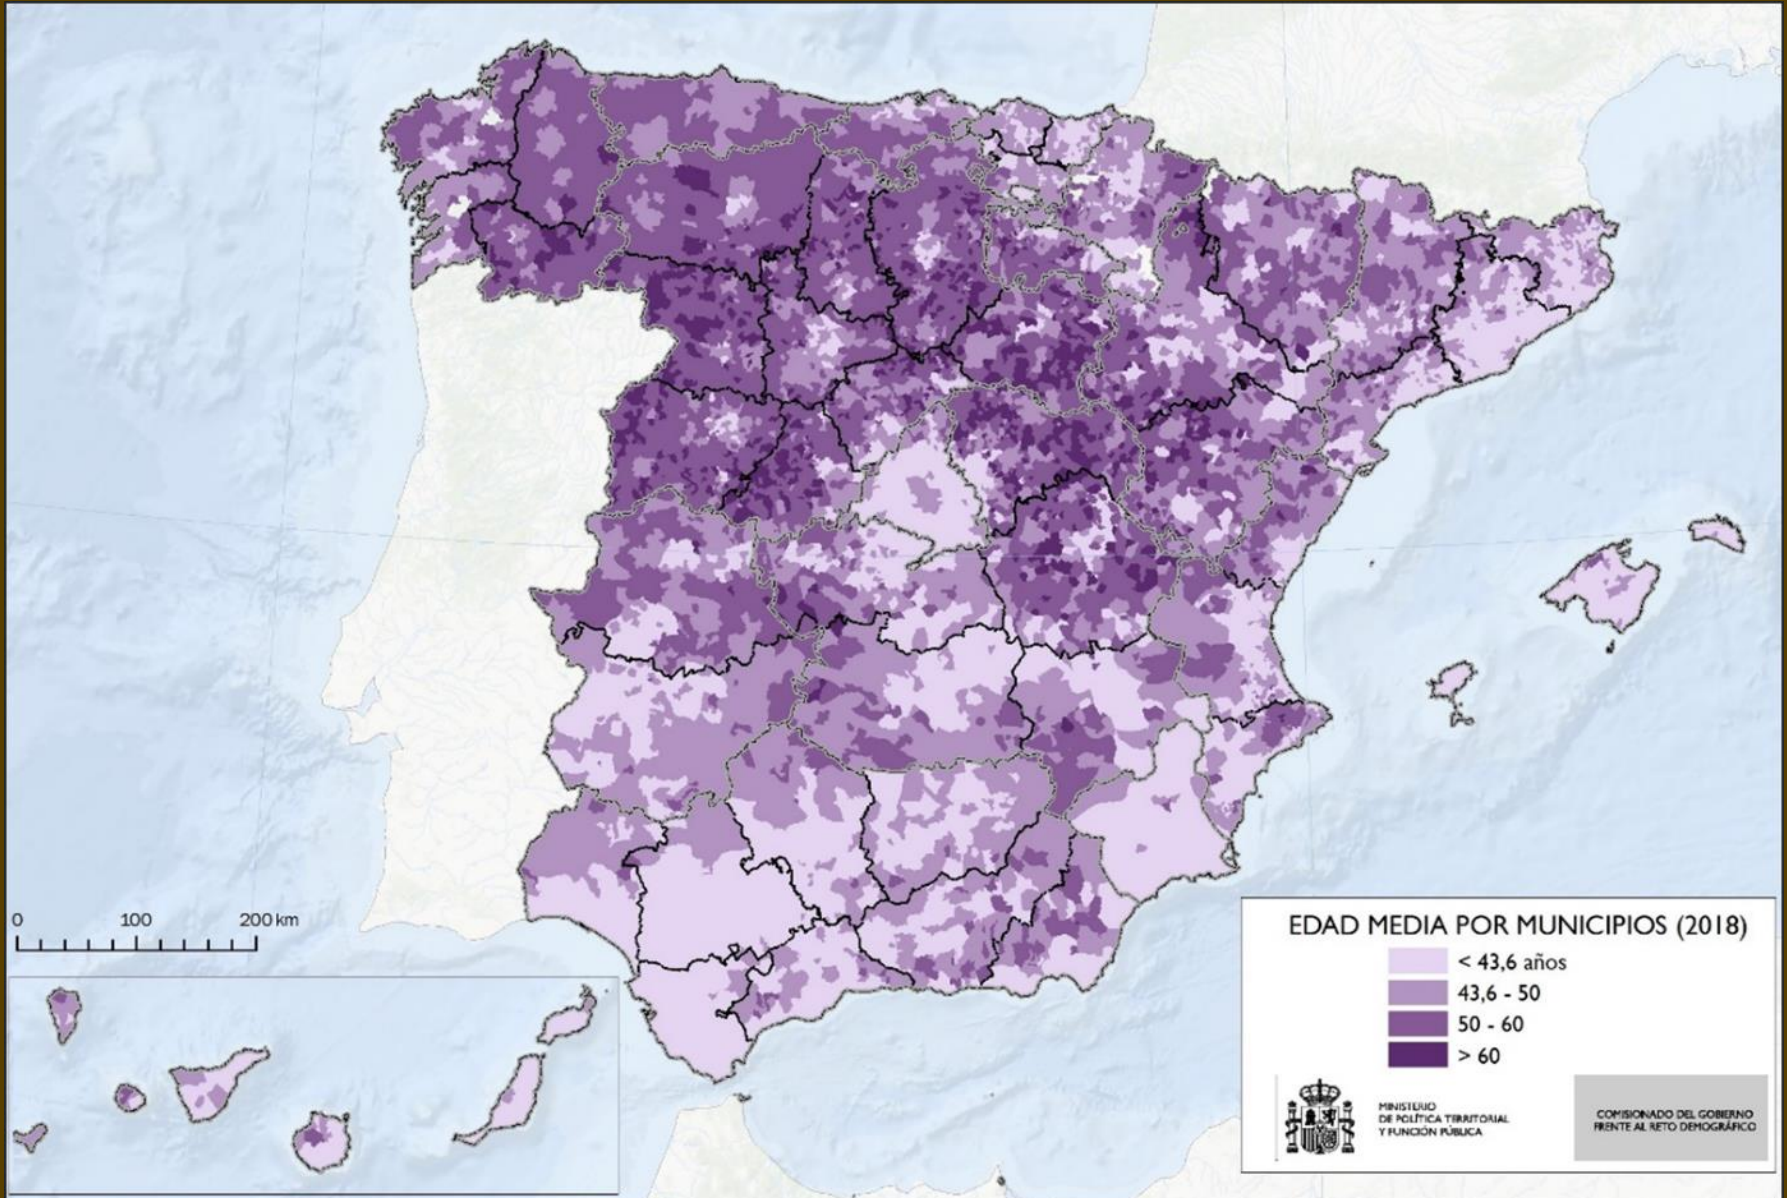 0 100 200 km
EDAD MEDIA POR MUNICIPIOS (2018)
< 43,6 años
43,6 - 50
50 - 60
> 60
MINISTERIO
DE POLÍTICA TERRITORIAL
Y FUNCIÓN PÚBLICA
COMISIONADO DEL GOBIERNO
FRENTE AL RETO DEMOGRÁFICO